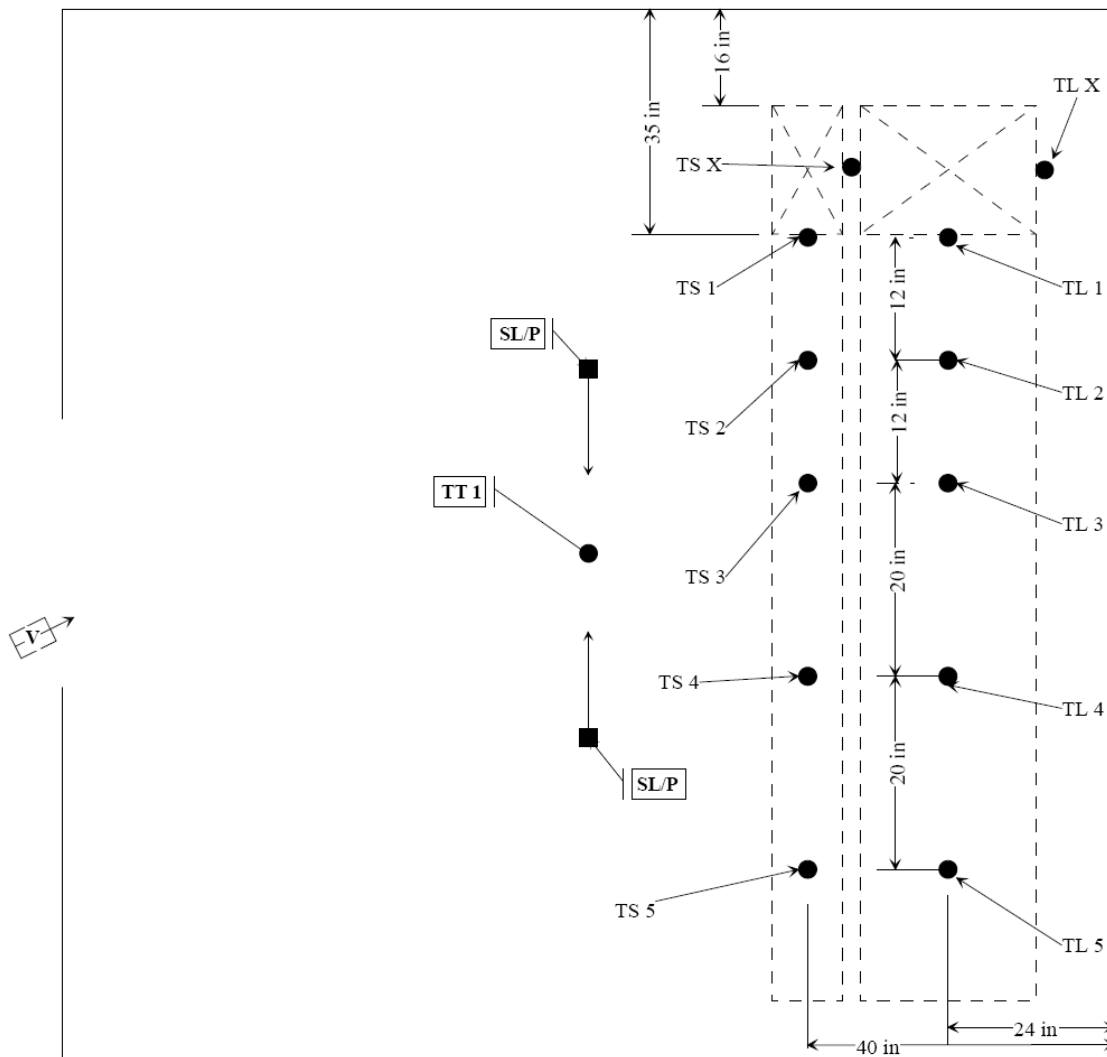 16 in
35 in
TL X
TS X
TS 1
TL 1
12 in
SL/P
TS 2
TL 2
12 in
TT 1
TS 3
TL 3
20 in
V
TS 4
TL 4
20 in
SL/P
TS 5
TL 5
24 in
40 in